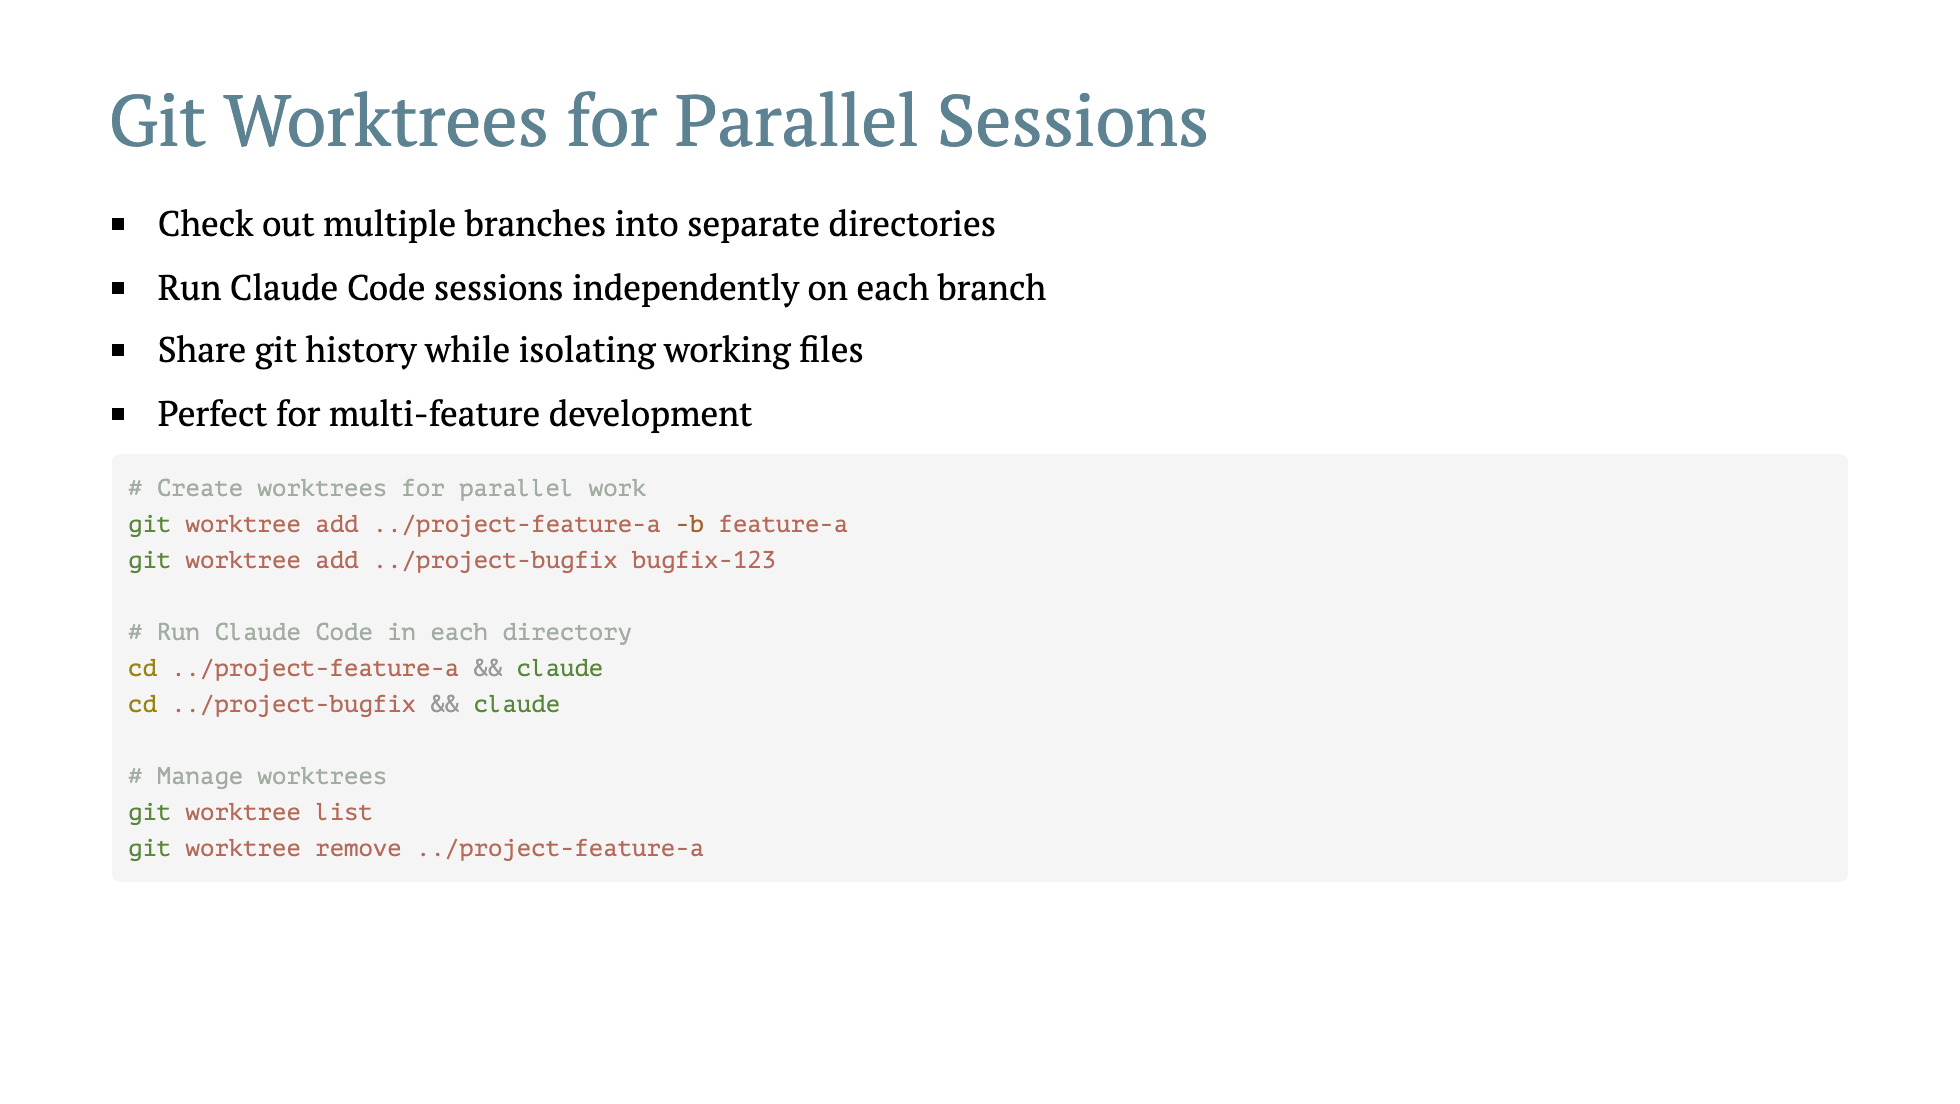 Git Worktrees for Parallel Sessions
▪ Check out multiple branches into separate directories
▪ Run Claude Code sessions independently on each branch
▪ Share git history while isolating working files
▪ Perfect for multi-feature development
# Create worktrees for parallel work
git worktree add ../project-feature-a -b feature-a
git worktree add ../project-bugfix bugfix-123
# Run Claude Code in each directory
cd ../project-feature-a && claude
cd ../project-bugfix && claude
# Manage worktrees
git worktree list
git worktree remove ../project-feature-a